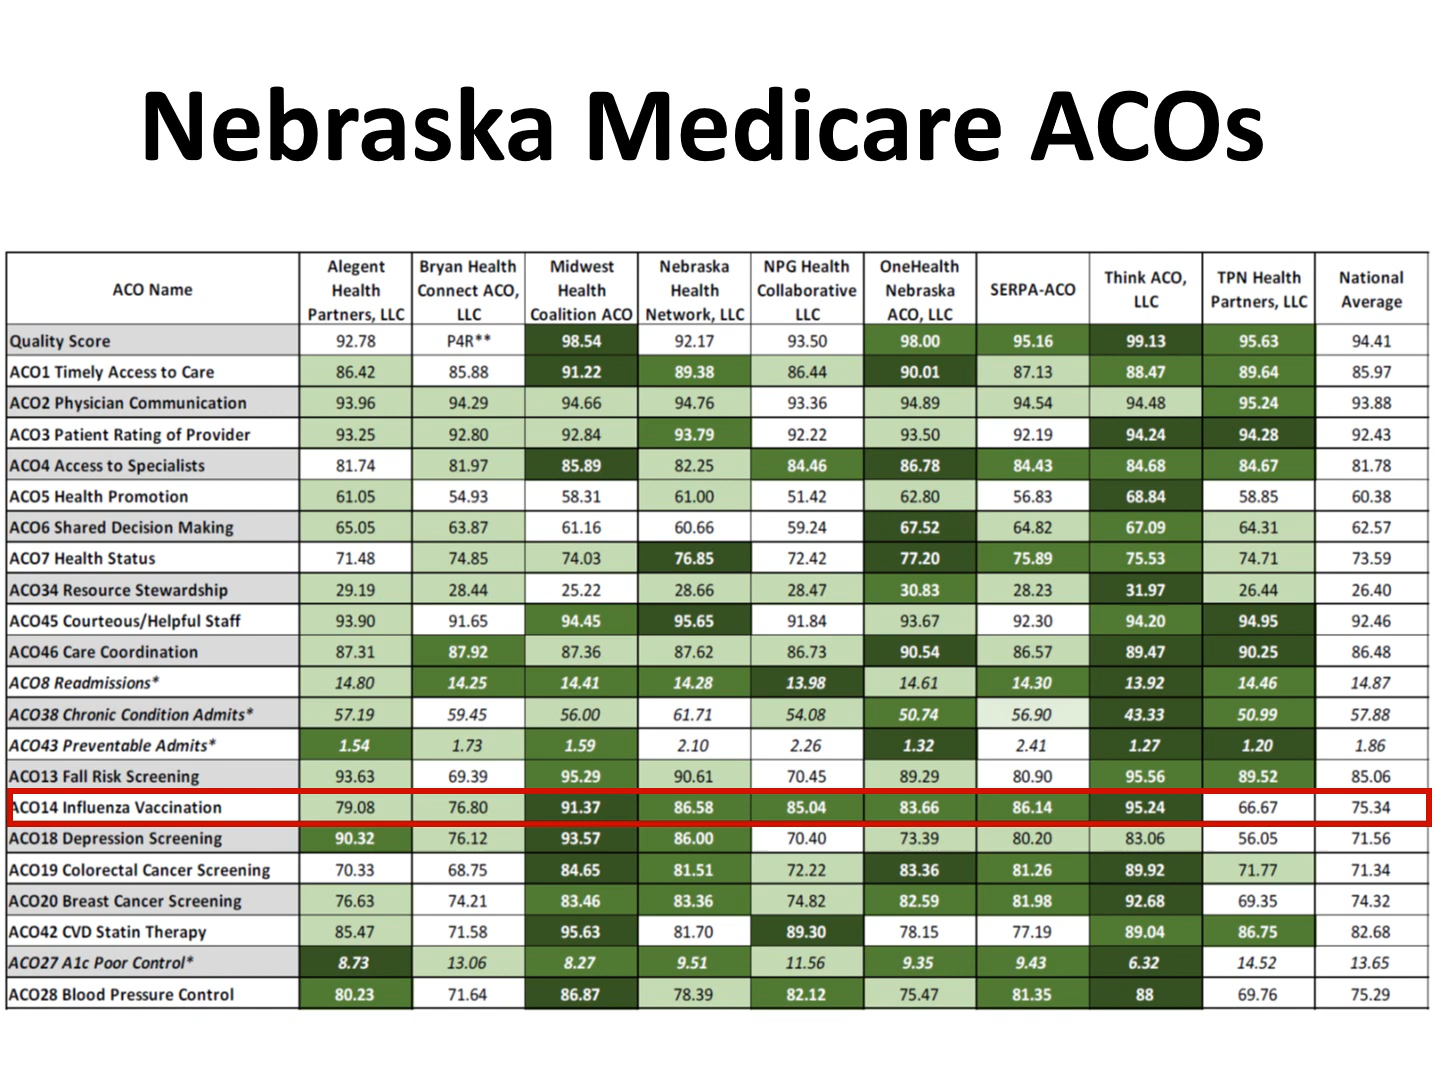 Nebraska Medicare ACOs
ACO Name | Alegent Health Partners, LLC | Bryan Health Connect ACO, LLC | Midwest Health Coalition ACO | Nebraska Health Network, LLC | NPG Health Collaborative LLC | OneHealth Nebraska ACO, LLC | SERPA-ACO | Think ACO, LLC | TPN Health Partners, LLC | National Average
Quality Score | 92.78 | P4R** | 98.54 | 92.17 | 93.50 | 98.00 | 95.16 | 99.13 | 95.63 | 94.41
ACO1 Timely Access to Care | 86.42 | 85.88 | 91.22 | 89.38 | 86.44 | 90.01 | 87.13 | 88.47 | 89.64 | 85.97
ACO2 Physician Communication | 93.96 | 94.29 | 94.66 | 94.76 | 93.36 | 94.89 | 94.54 | 94.48 | 95.24 | 93.88
ACO3 Patient Rating of Provider | 93.25 | 92.80 | 92.84 | 93.79 | 92.22 | 93.50 | 92.19 | 94.24 | 94.28 | 92.43
ACO4 Access to Specialists | 81.74 | 81.97 | 85.89 | 82.25 | 84.46 | 86.78 | 84.43 | 84.68 | 84.67 | 81.78
ACO5 Health Promotion | 61.05 | 54.93 | 58.31 | 61.00 | 51.42 | 62.80 | 56.83 | 68.84 | 58.85 | 60.38
ACO6 Shared Decision Making | 65.05 | 63.87 | 61.16 | 60.66 | 59.24 | 67.52 | 64.82 | 67.09 | 64.31 | 62.57
ACO7 Health Status | 71.48 | 74.85 | 74.03 | 76.85 | 72.42 | 77.20 | 75.89 | 75.53 | 74.71 | 73.59
ACO34 Resource Stewardship | 29.19 | 28.44 | 25.22 | 28.66 | 28.47 | 30.83 | 28.23 | 31.97 | 26.44 | 26.40
ACO45 Courteous/Helpful Staff | 93.90 | 91.65 | 94.45 | 95.65 | 91.84 | 93.67 | 92.30 | 94.20 | 94.95 | 92.46
ACO46 Care Coordination | 87.31 | 87.92 | 87.36 | 87.62 | 86.73 | 90.54 | 86.57 | 89.47 | 90.25 | 86.48
ACO8 Readmissions* | 14.80 | 14.25 | 14.41 | 14.28 | 13.98 | 14.61 | 14.30 | 13.92 | 14.46 | 14.87
ACO38 Chronic Condition Admits* | 57.19 | 59.45 | 56.00 | 61.71 | 54.08 | 50.74 | 56.90 | 43.33 | 50.99 | 57.88
ACO43 Preventable Admits* | 1.54 | 1.73 | 1.59 | 2.10 | 2.26 | 1.32 | 2.41 | 1.27 | 1.20 | 1.86
ACO13 Fall Risk Screening | 93.63 | 69.39 | 95.29 | 90.61 | 70.45 | 89.29 | 80.90 | 95.56 | 89.52 | 85.06
ACO14 Influenza Vaccination | 79.08 | 76.80 | 91.37 | 86.58 | 85.04 | 83.66 | 86.14 | 95.24 | 66.67 | 75.34
ACO18 Depression Screening | 90.32 | 76.12 | 93.57 | 86.00 | 70.40 | 73.39 | 80.20 | 83.06 | 56.05 | 71.56
ACO19 Colorectal Cancer Screening | 70.33 | 68.75 | 84.65 | 81.51 | 72.22 | 83.36 | 81.26 | 89.92 | 71.77 | 71.34
ACO20 Breast Cancer Screening | 76.63 | 74.21 | 83.46 | 83.36 | 74.82 | 82.59 | 81.98 | 92.68 | 69.35 | 74.32
ACO42 CVD Statin Therapy | 85.47 | 71.58 | 95.63 | 81.70 | 89.30 | 78.15 | 77.19 | 89.04 | 86.75 | 82.68
ACO27 A1c Poor Control* | 8.73 | 13.06 | 8.27 | 9.51 | 11.56 | 9.35 | 9.43 | 6.32 | 14.52 | 13.65
ACO28 Blood Pressure Control | 80.23 | 71.64 | 86.87 | 78.39 | 82.12 | 75.47 | 81.35 | 88 | 69.76 | 75.29